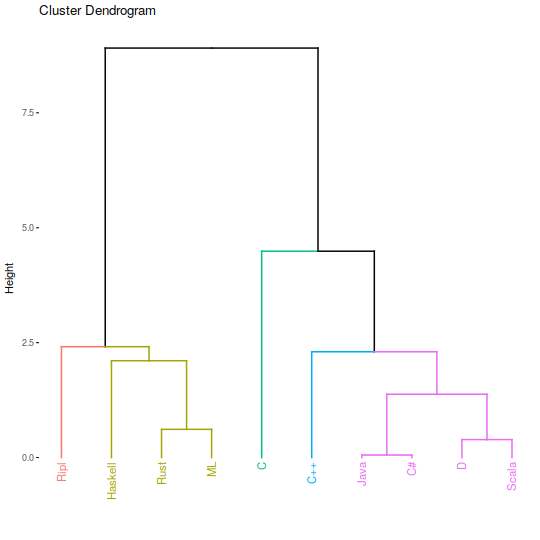 Cluster Dendrogram
Height
7.5
5.0
2.5
0.0
Ripl
Haskell
Rust
ML
C
C++
Java
C#
D
Scala